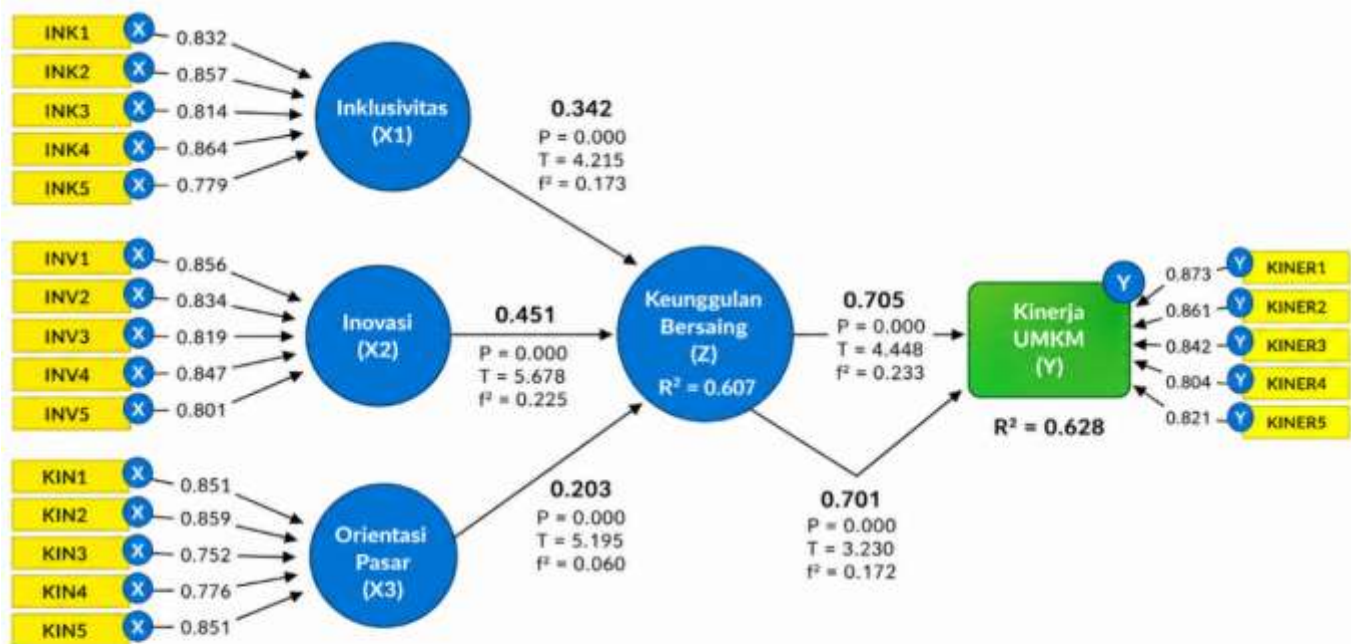 INK1 X 0.832
INK2 X 0.857
INK3 X 0.814
INK4 X 0.864
INK5 X 0.779
Inklusivitas
(X1)
0.342
P = 0.000
T = 4.215
f² = 0.173
INV1 X 0.856
INV2 X 0.834
INV3 X 0.819
INV4 X 0.847
INV5 X 0.801
Inovasi
(X2)
0.451
P = 0.000
T = 5.678
f² = 0.225
KIN1 X 0.851
KIN2 X 0.859
KIN3 X 0.752
KIN4 X 0.776
KIN5 X 0.851
Orientasi
Pasar
(X3)
0.203
P = 0.000
T = 5.195
f² = 0.060
Keunggulan
Bersaing
(Z)
R² = 0.607
0.705
P = 0.000
T = 4.448
f² = 0.233
0.701
P = 0.000
T = 3.230
f² = 0.172
Y
Kinerja
UMKM
(Y)
R² = 0.628
0.873 Y KINER1
0.861 Y KINER2
0.842 Y KINER3
0.804 Y KINER4
0.821 Y KINER5